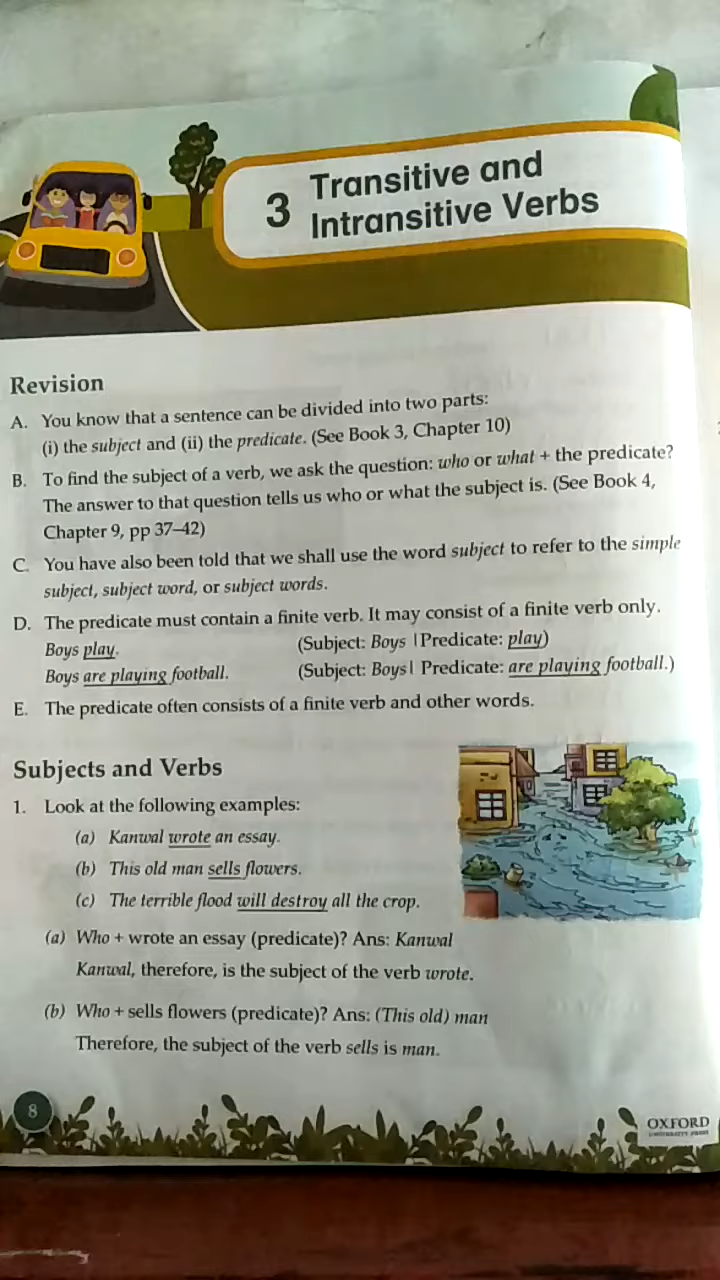 3 Transitive and
Intransitive Verbs
Revision
A. You know that a sentence can be divided into two parts:
(i) the subject and (ii) the predicate. (See Book 3, Chapter 10)
B. To find the subject of a verb, we ask the question: who or what + the predicate?
The answer to that question tells us who or what the subject is. (See Book 4,
Chapter 9, pp 37–42)
C. You have also been told that we shall use the word subject to refer to the simple
subject, subject word, or subject words.
D. The predicate must contain a finite verb. It may consist of a finite verb only.
Boys play. (Subject: Boys | Predicate: play)
Boys are playing football. (Subject: Boys| Predicate: are playing football.)
E. The predicate often consists of a finite verb and other words.
Subjects and Verbs
1. Look at the following examples:
(a) Kanwal wrote an essay.
(b) This old man sells flowers.
(c) The terrible flood will destroy all the crop.
(a) Who + wrote an essay (predicate)? Ans: Kanwal
Kanwal, therefore, is the subject of the verb wrote.
(b) Who + sells flowers (predicate)? Ans: (This old) man
Therefore, the subject of the verb sells is man.
8
OXFORD
UNIVERSITY PRESS